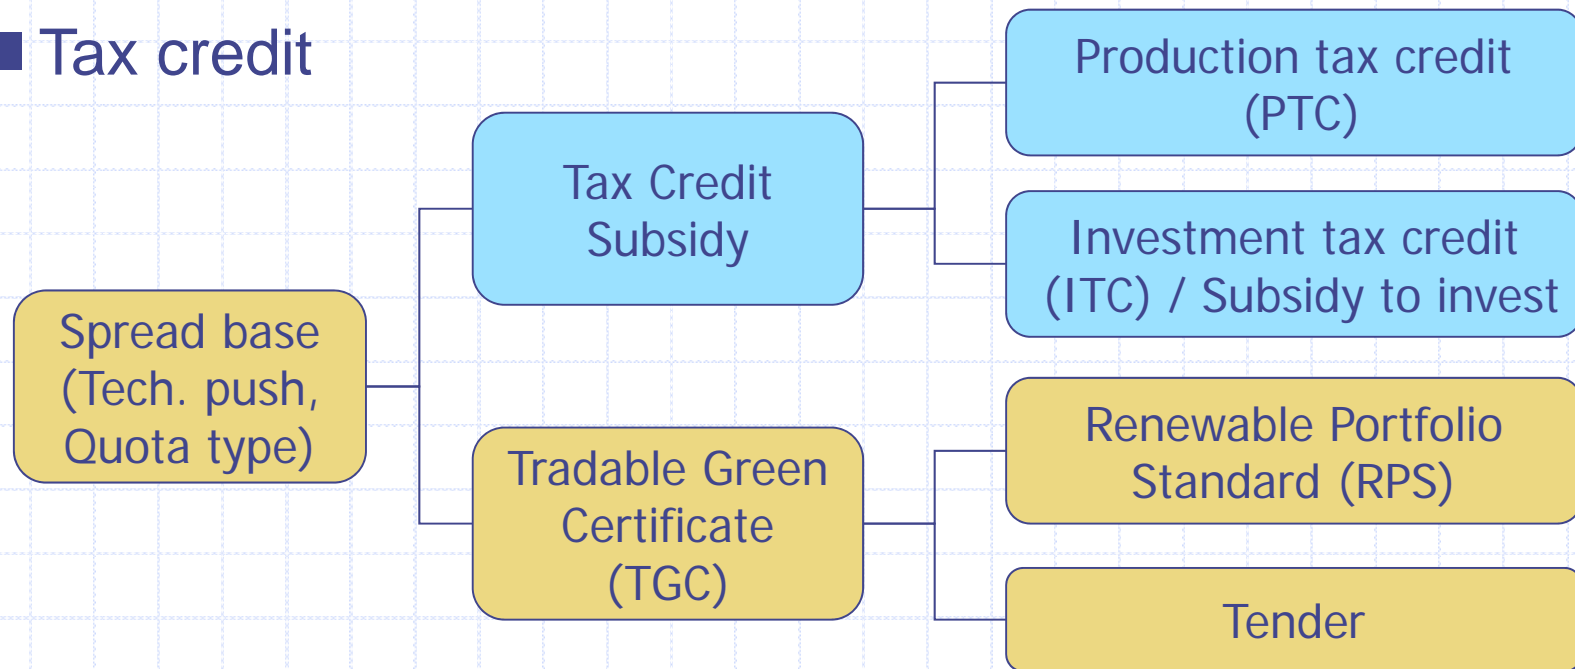 Tax credit
Production tax credit
(PTC)
Tax Credit
Subsidy
Investment tax credit
(ITC) / Subsidy to invest
Spread base
(Tech. push,
Quota type)
Renewable Portfolio
Standard (RPS)
Tradable Green
Certificate
(TGC)
Tender